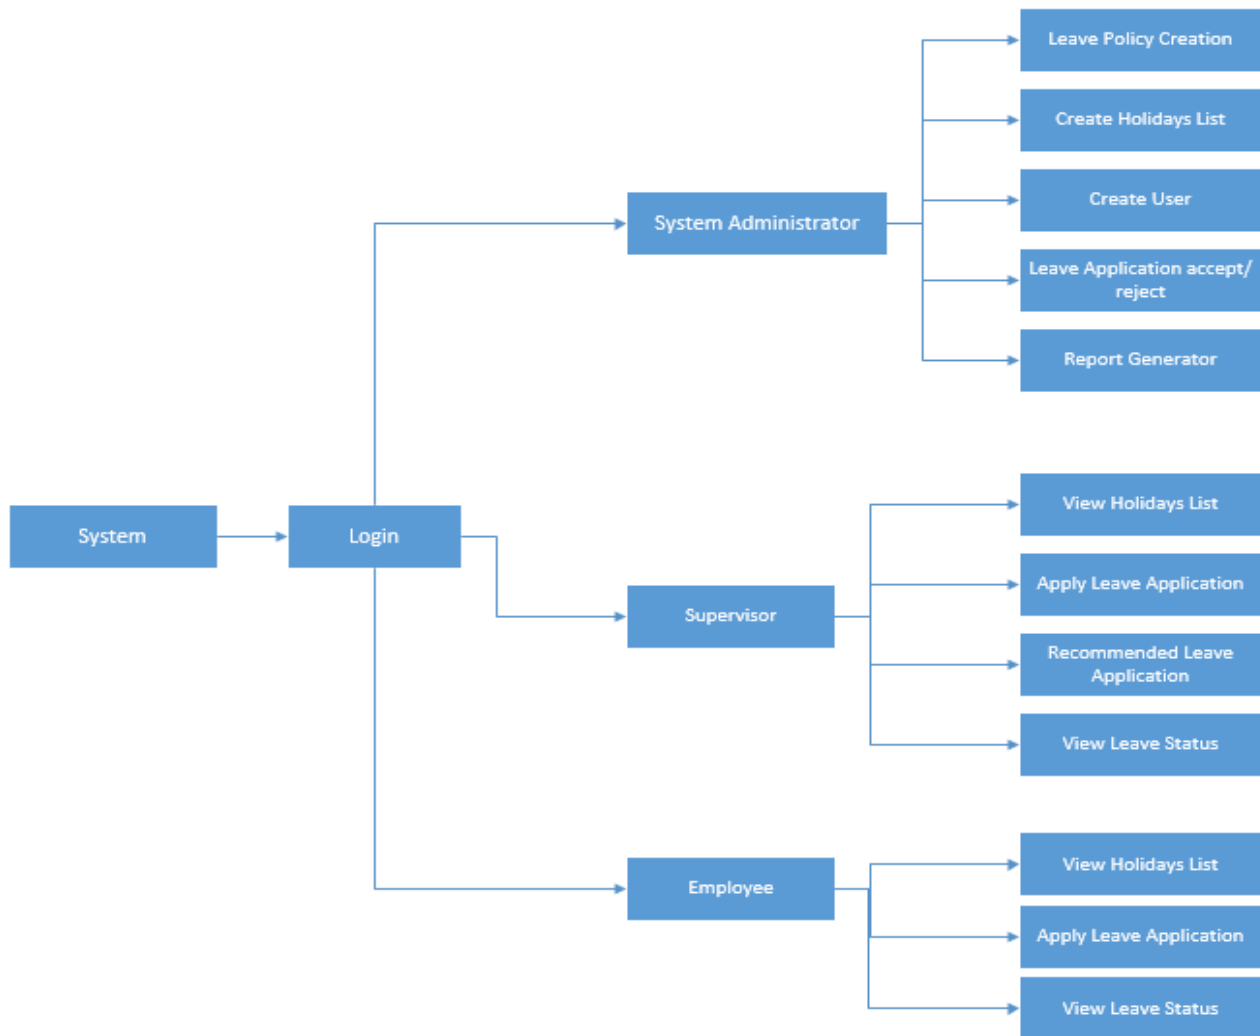 Leave Policy Creation
Create Holidays List
System Administrator
Create User
Leave Application accept/
reject
Report Generator
System
Login
View Holidays List
Supervisor
Apply Leave Application
Recommended Leave
Application
View Leave Status
Employee
View Holidays List
Apply Leave Application
View Leave Status